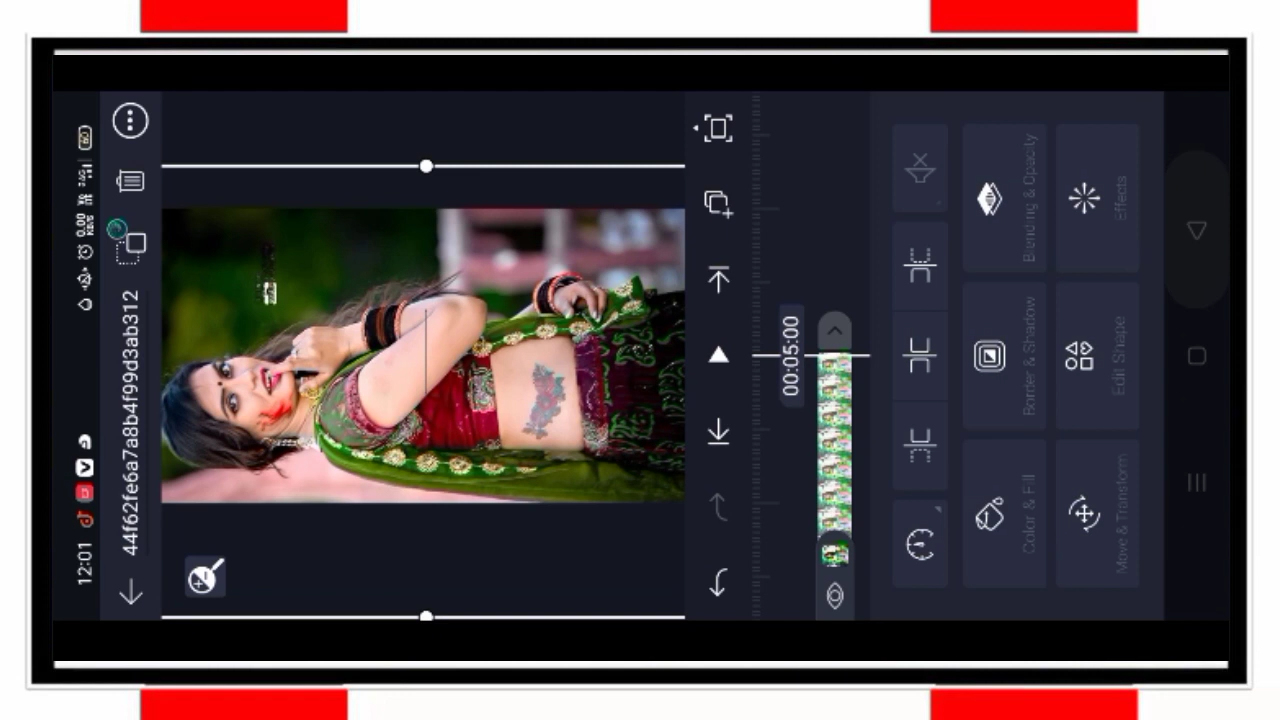 12:01
44f62fe6a7a8b4f99d3ab312
00:05:00
Blending & Opacity
Border & Shadow
Color & Fill
Effects
Edit Shape
Move & Transform